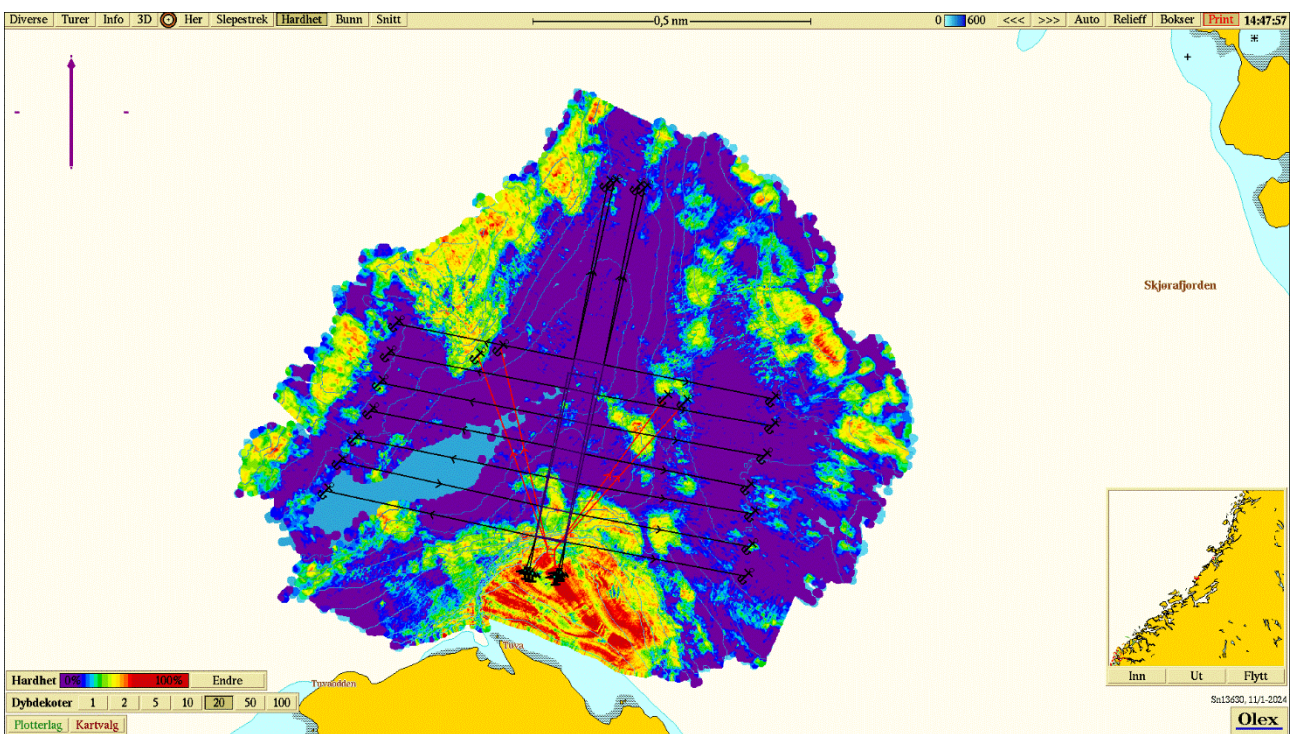 Diverse Turer Info 3D Her Slepestrek Hardhet Bunn Snitt 0,5 nm 0 600 <<< >>> Auto Relieff Bokser Print 14:47:57
Skjørafjorden
Tuva
Tuvaodden
Hardhet 0% 100% Endre
Dybdekoter 1 2 5 10 20 50 100
Plotterlag Kartvalg
Inn Ut Flytt
Sn13630, 11/1-2024
Olex